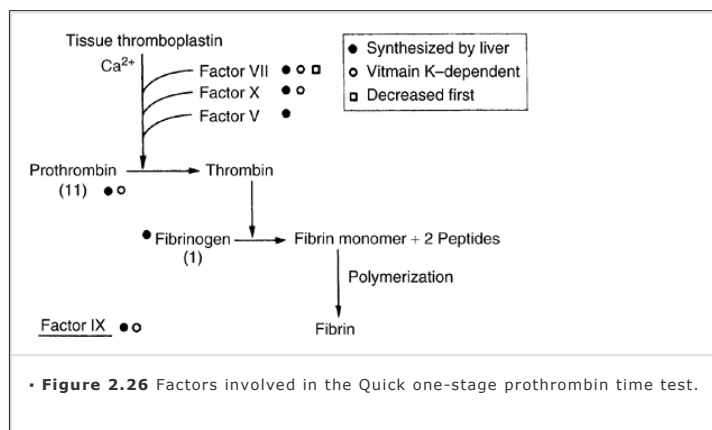 Tissue thromboplastin
Ca2+
Factor VII
Factor X
Factor V
Synthesized by liver
Vitmain K–dependent
Decreased first
Prothrombin
(11)
Thrombin
Fibrinogen
(1)
Fibrin monomer + 2 Peptides
Polymerization
Factor IX
Fibrin
· Figure 2.26 Factors involved in the Quick one-stage prothrombin time test.